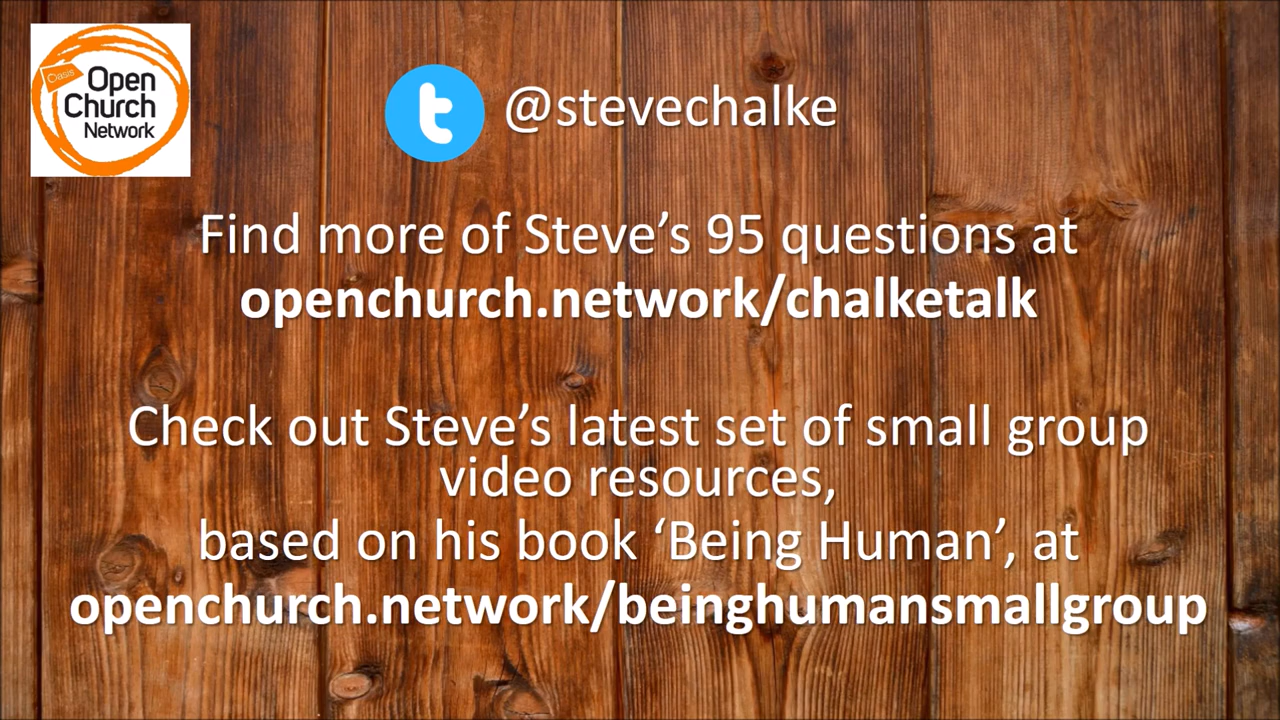 Oasis
Open
Church
Network
t @stevechalke
Find more of Steve’s 95 questions at
openchurch.network/chalketalk
Check out Steve’s latest set of small group
video resources,
based on his book ‘Being Human’, at
openchurch.network/beinghumansmallgroup